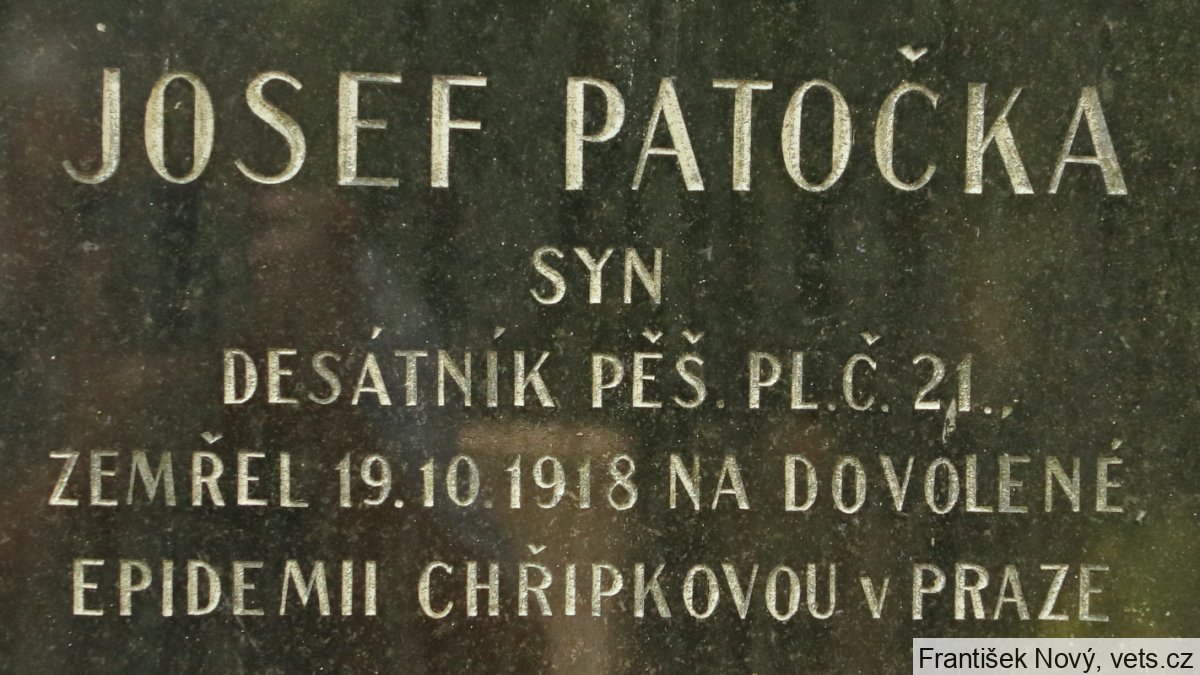 JOSEF PATOČKA
SYN
DESÁTNÍK PĚŠ. PL.Č. 21.,
ZEMŘEL 19.10.1918 NA DOVOLENÉ,
EPIDEMII CHŘIPKOVOU V PRAZE
František Nový, vets.cz